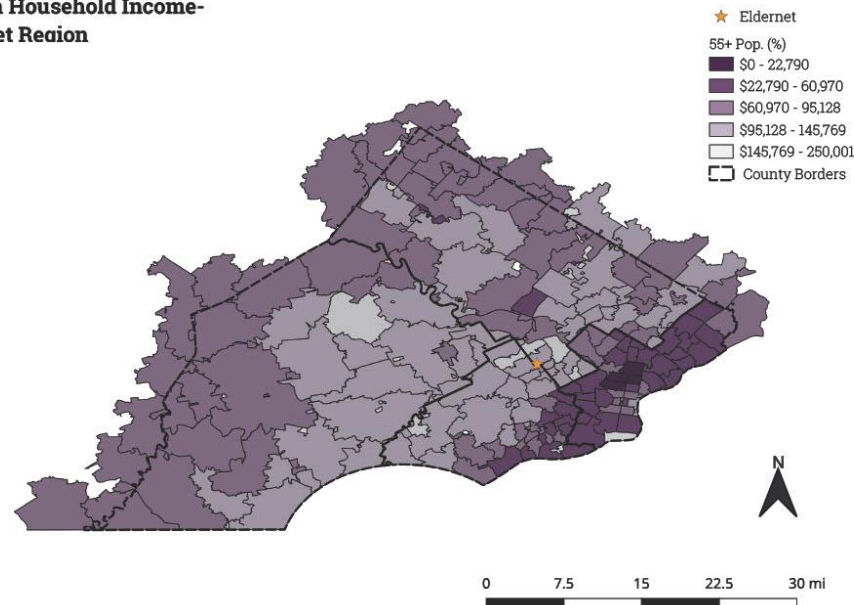 Household Income-
Region
Eldernet
55+ Pop. (%)
$0 - 22,790
$22,790 - 60,970
$60,970 - 95,128
$95,128 - 145,769
$145,769 - 250,001
County Borders
N
0 7.5 15 22.5 30 mi